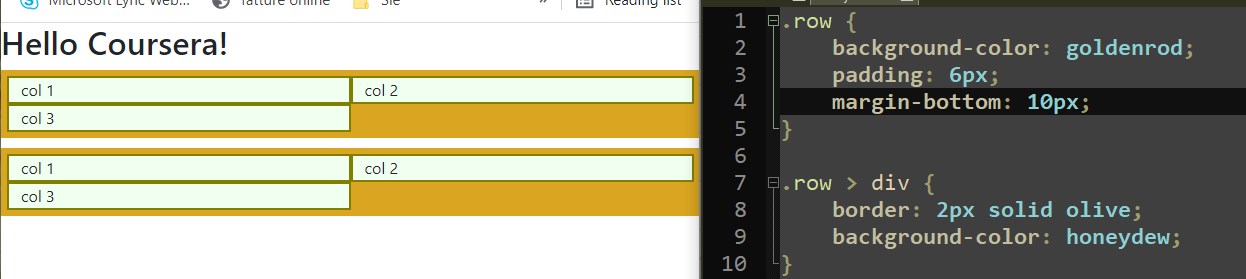 Microsoft Lync Web...
Tatture online
Sie
»
Reading list
Hello Coursera!
col 1
col 2
col 3
col 1
col 2
col 3
1 .row {
2 background-color: goldenrod;
3 padding: 6px;
4 margin-bottom: 10px;
5 }
6
7 .row > div {
8 border: 2px solid olive;
9 background-color: honeydew;
10 }